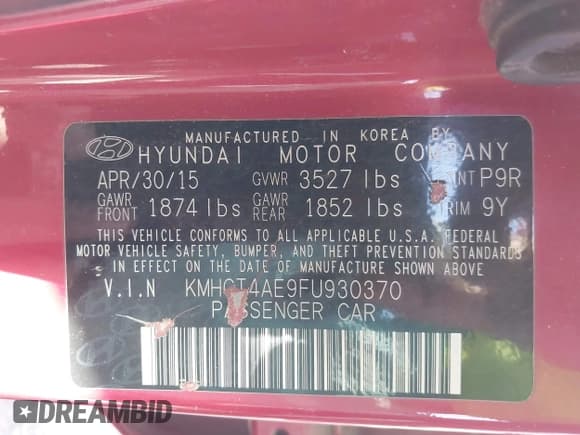 MANUFACTURED IN KOREA BY
HYUNDAI MOTOR COMPANY
APR/30/15 GVWR 3527 lbs PAINT P9R
GAWR FRONT 1874 lbs GAWR REAR 1852 lbs TRIM 9Y
THIS VEHICLE CONFORMS TO ALL APPLICABLE U.S.A. FEDERAL
MOTOR VEHICLE SAFETY, BUMPER, AND THEFT PREVENTION STANDARDS
IN EFFECT ON THE DATE OF MANUFACTURE SHOWN ABOVE
V.I.N KMHCT4AE9FU930370
PASSENGER CAR
DREAMBID